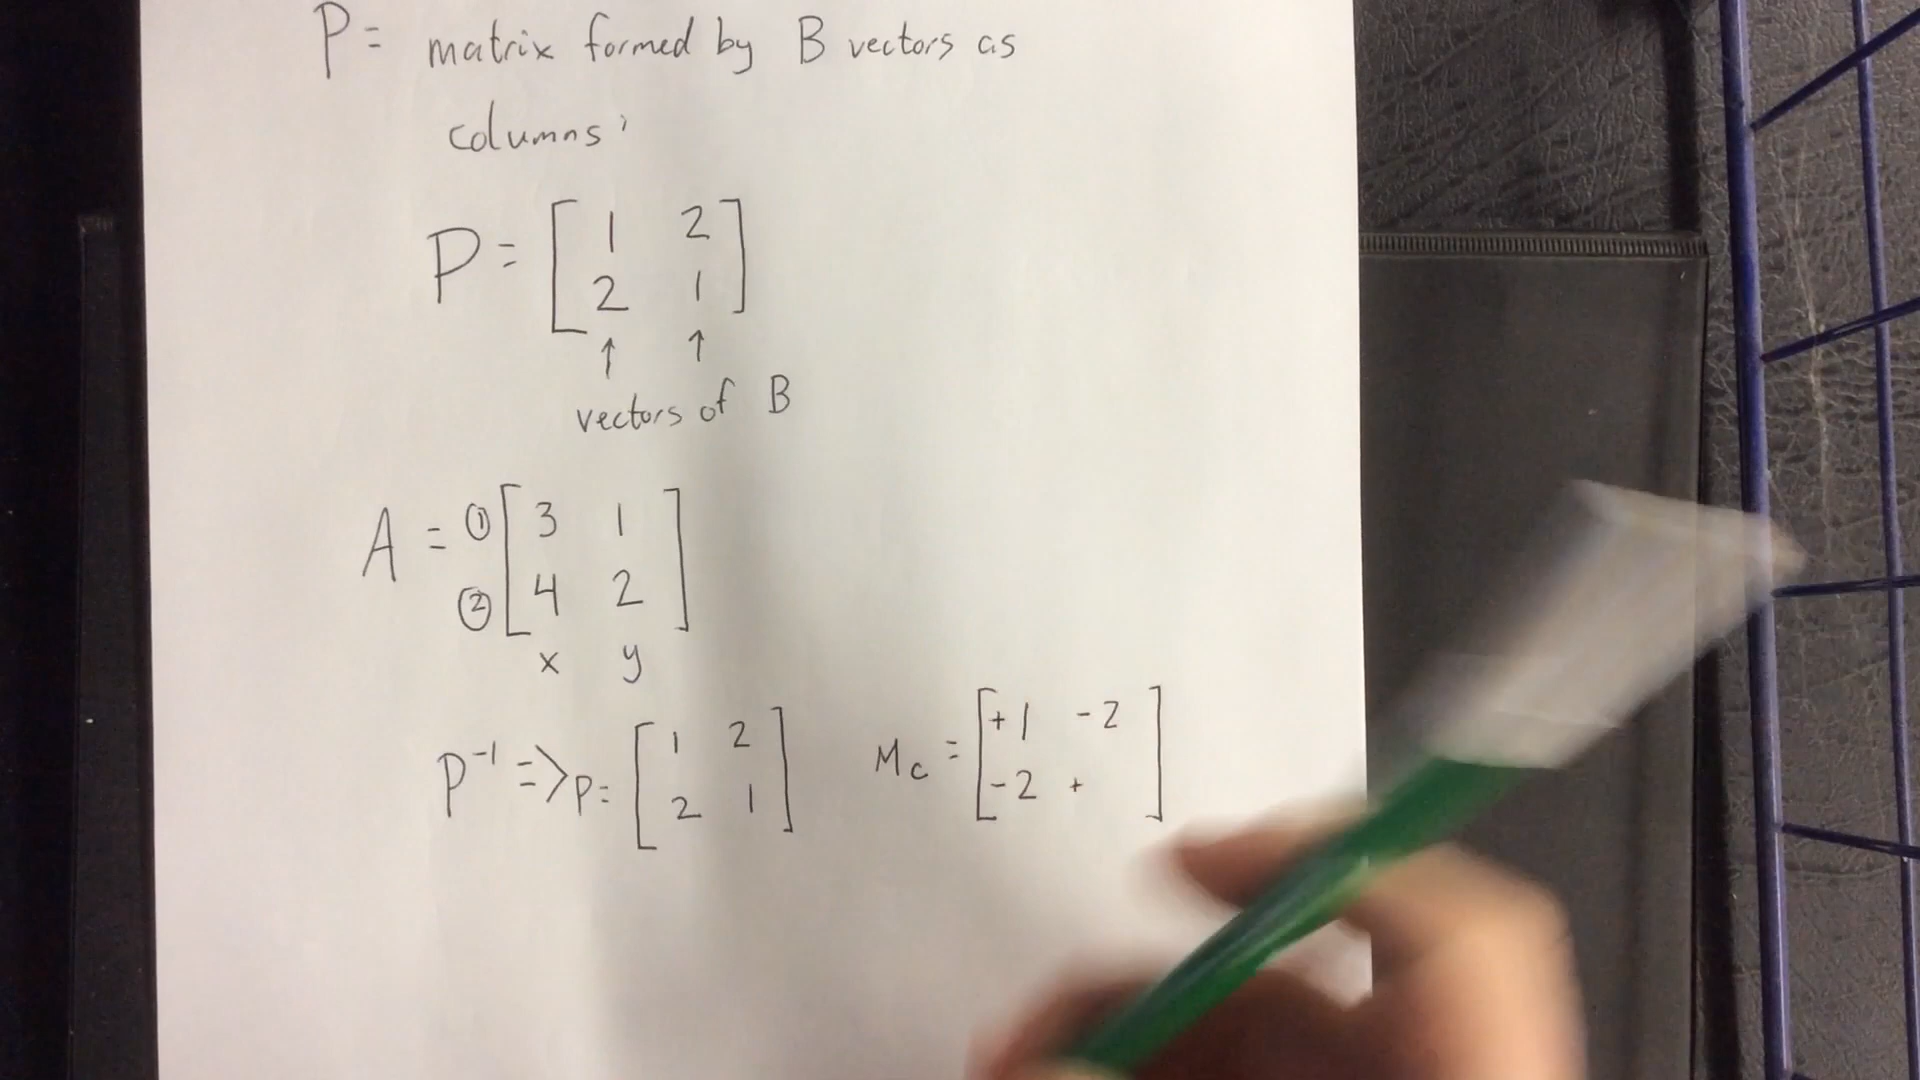 P = matrix formed by B vectors as
columns:
P = [ 1 2
2 1 ]
↑ ↑
vectors of B
A = ① [ 3 1
② 4 2 ]
x y
P⁻¹ => P = [ 1 2
2 1 ]
Mc = [ +1 -2
-2 + ]